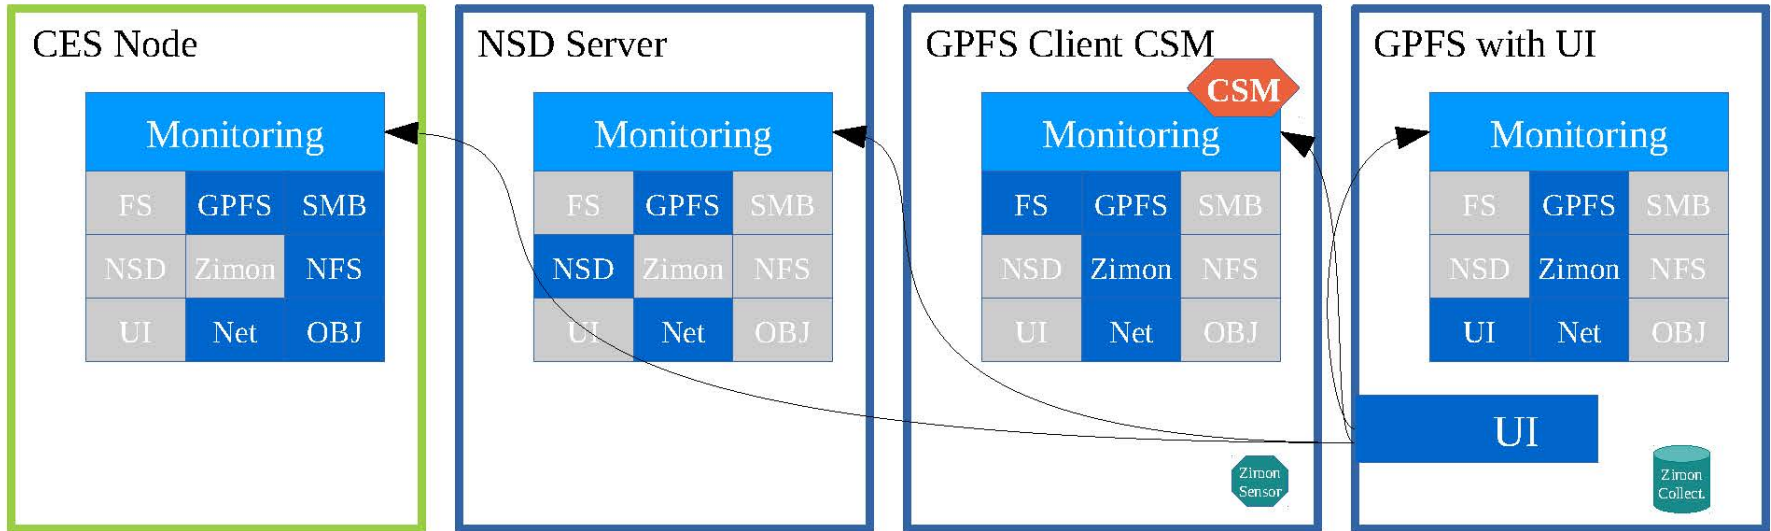 CES Node
Monitoring
FS GPFS SMB
NSD Zimon NFS
UI Net OBJ
NSD Server
Monitoring
FS GPFS SMB
NSD Zimon NFS
UI Net OBJ
GPFS Client CSM
CSM
Monitoring
FS GPFS SMB
NSD Zimon NFS
UI Net OBJ
Zimon
Sensor
GPFS with UI
Monitoring
FS GPFS SMB
NSD Zimon NFS
UI Net OBJ
UI
Zimon
Collect.